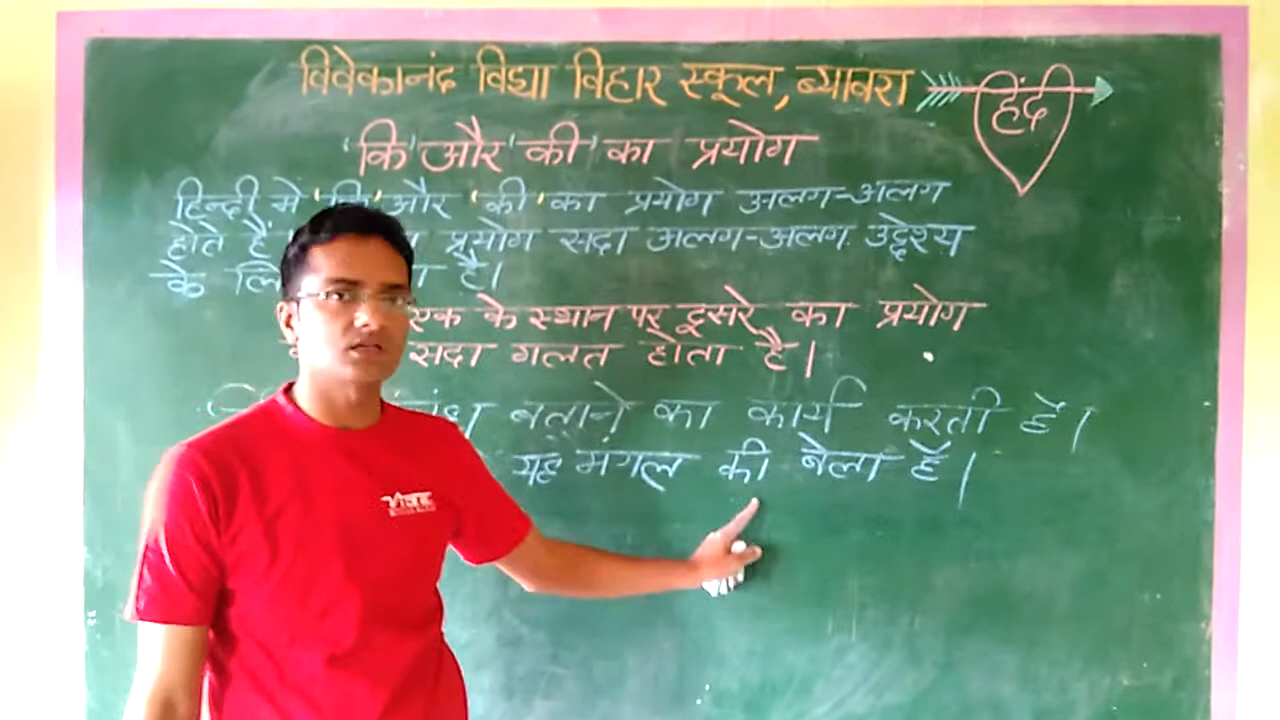 विवेकानंद विद्या विहार स्कूल, ब्यावरा
हिंद
'कि' और 'की' का प्रयोग
हिन्दी में 'कि' और 'की' का प्रयोग अलग-अलग
होते हैं। प्रयोग सदा अलग-अलग उद्देश्य
के लि है।
एक के स्थान पर दूसरे का प्रयोग
सदा गलत होता है।
बताने का कार्य करती हैं।
यह मगल की बेला हैं।